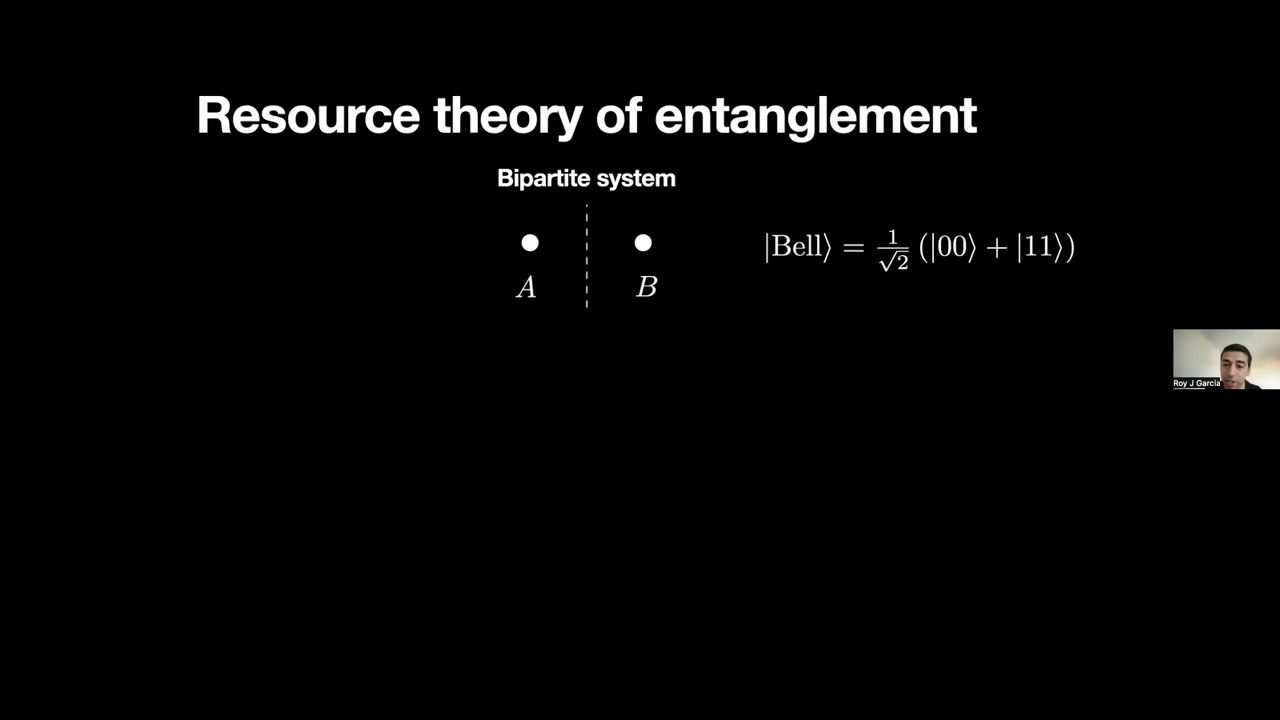 Resource theory of entanglement
Bipartite system
A B
|Bell⟩ = 1/√2 (|00⟩ + |11⟩)
Roy J Garcia